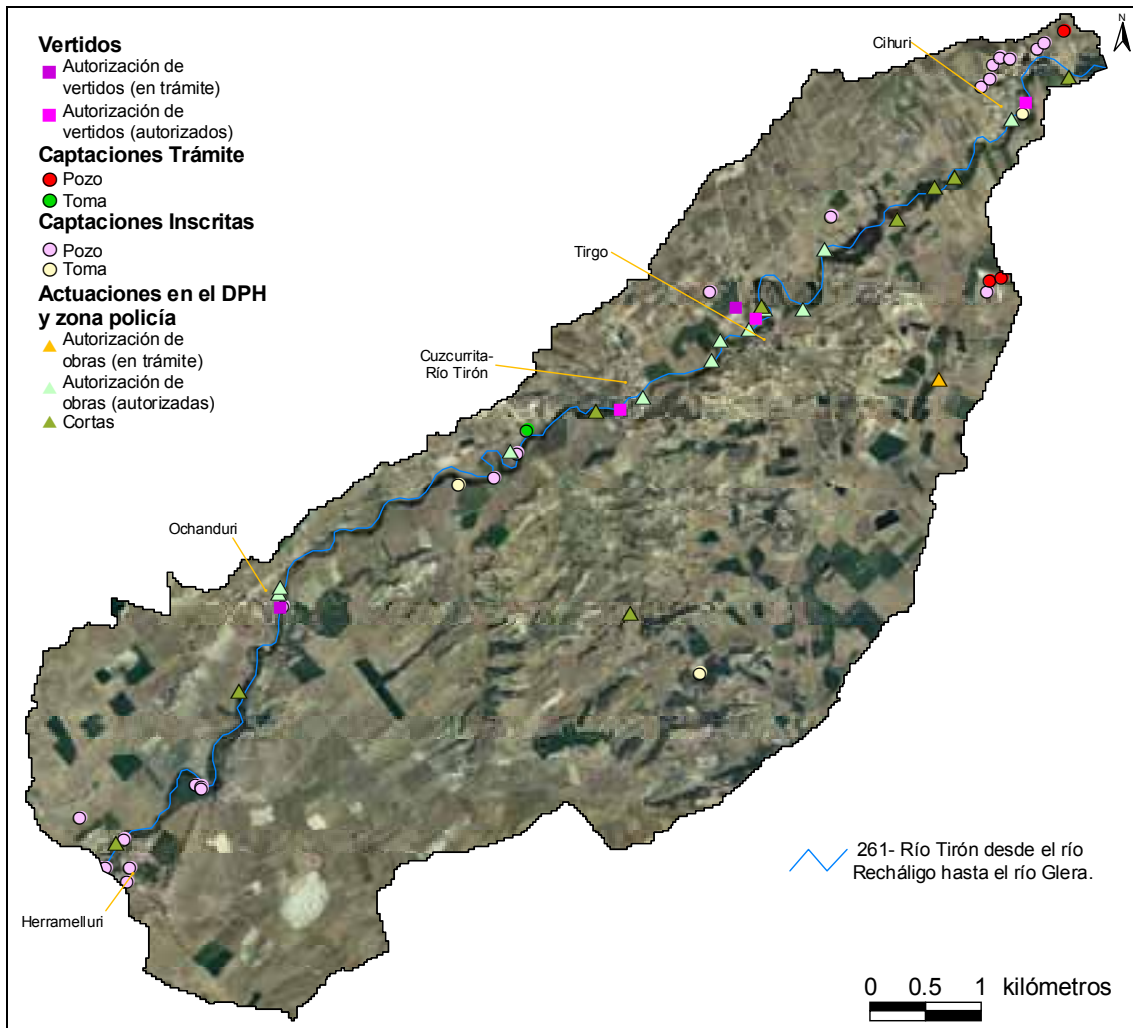 Vertidos
Autorización de
vertidos (en trámite)
Autorización de
vertidos (autorizados)
Captaciones Trámite
Pozo
Toma
Captaciones Inscritas
Pozo
Toma
Actuaciones en el DPH
y zona policía
Autorización de
obras (en trámite)
Autorización de
obras (autorizadas)
Cortas
N
Cihuri
Tirgo
Cuzcurrita-
Río Tirón
Ochanduri
Herramelluri
261- Río Tirón desde el río
Recháligo hasta el río Glera.
0 0.5 1 kilómetros